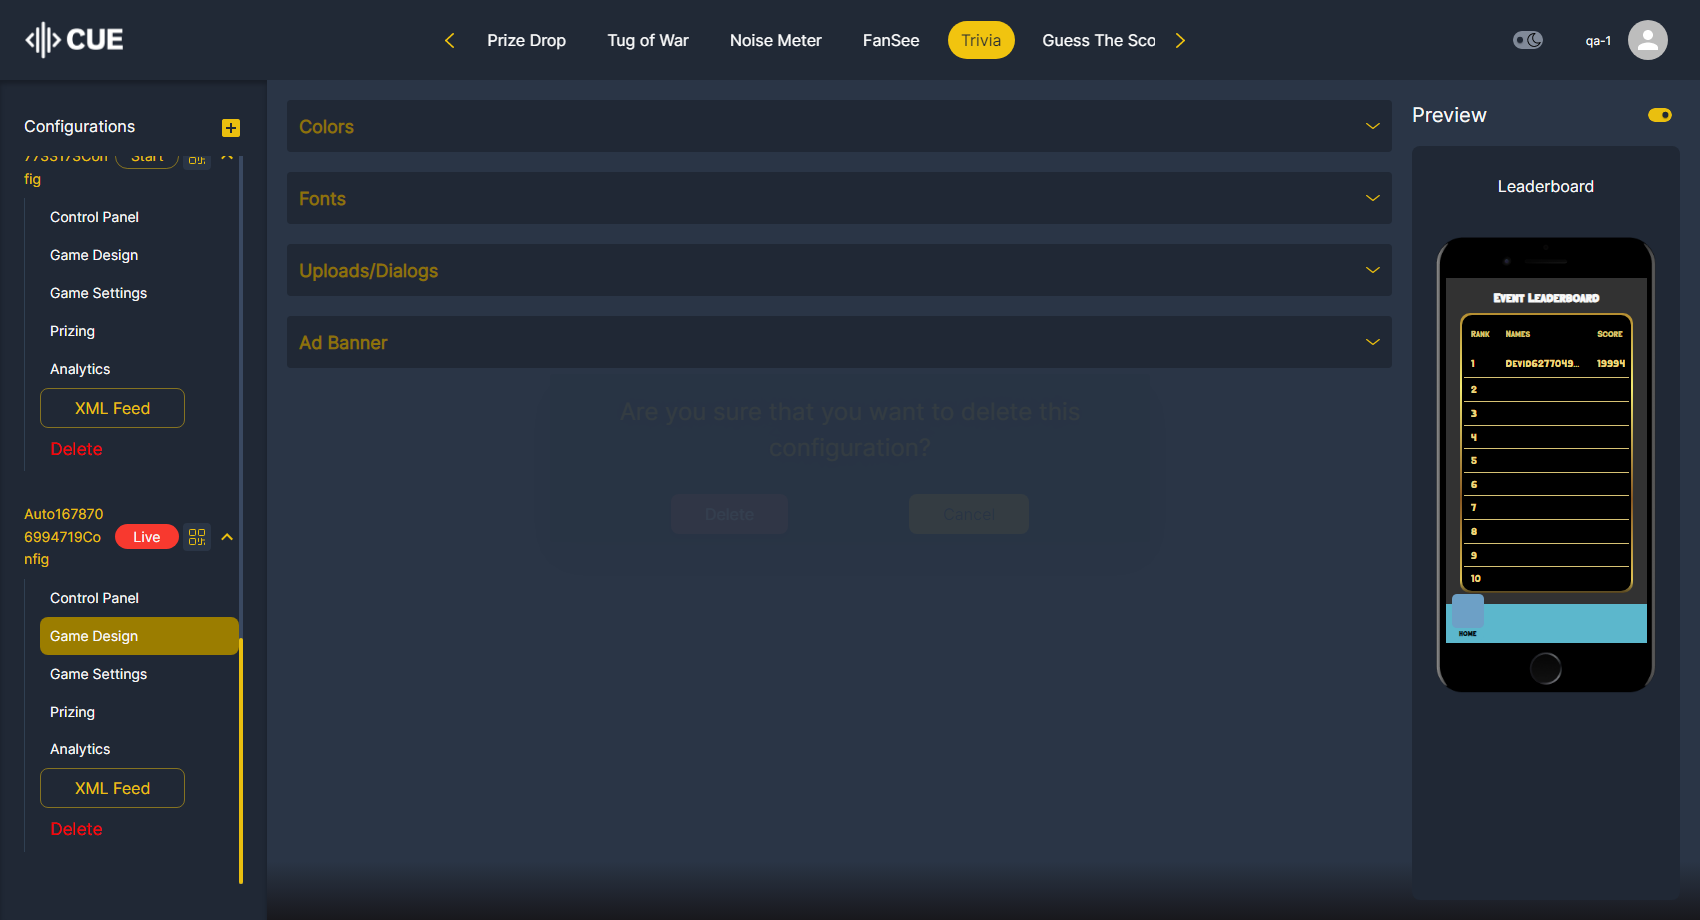 CUE
Prize Drop
Tug of War
Noise Meter
FanSee
Trivia
Guess The Sco
qa-1
Configurations
Start
fig
Control Panel
Game Design
Game Settings
Prizing
Analytics
XML Feed
Delete
Auto167870
6994719Co
nfig
Live
Control Panel
Game Design
Game Settings
Prizing
Analytics
XML Feed
Delete
Colors
Fonts
Uploads/Dialogs
Ad Banner
Are you sure that you want to delete this
configuration?
Delete
Cancel
Preview
Leaderboard
Event Leaderboard
Rank Names Score
1 Devid6277049... 19994
2
3
4
5
6
7
8
9
10
HOME